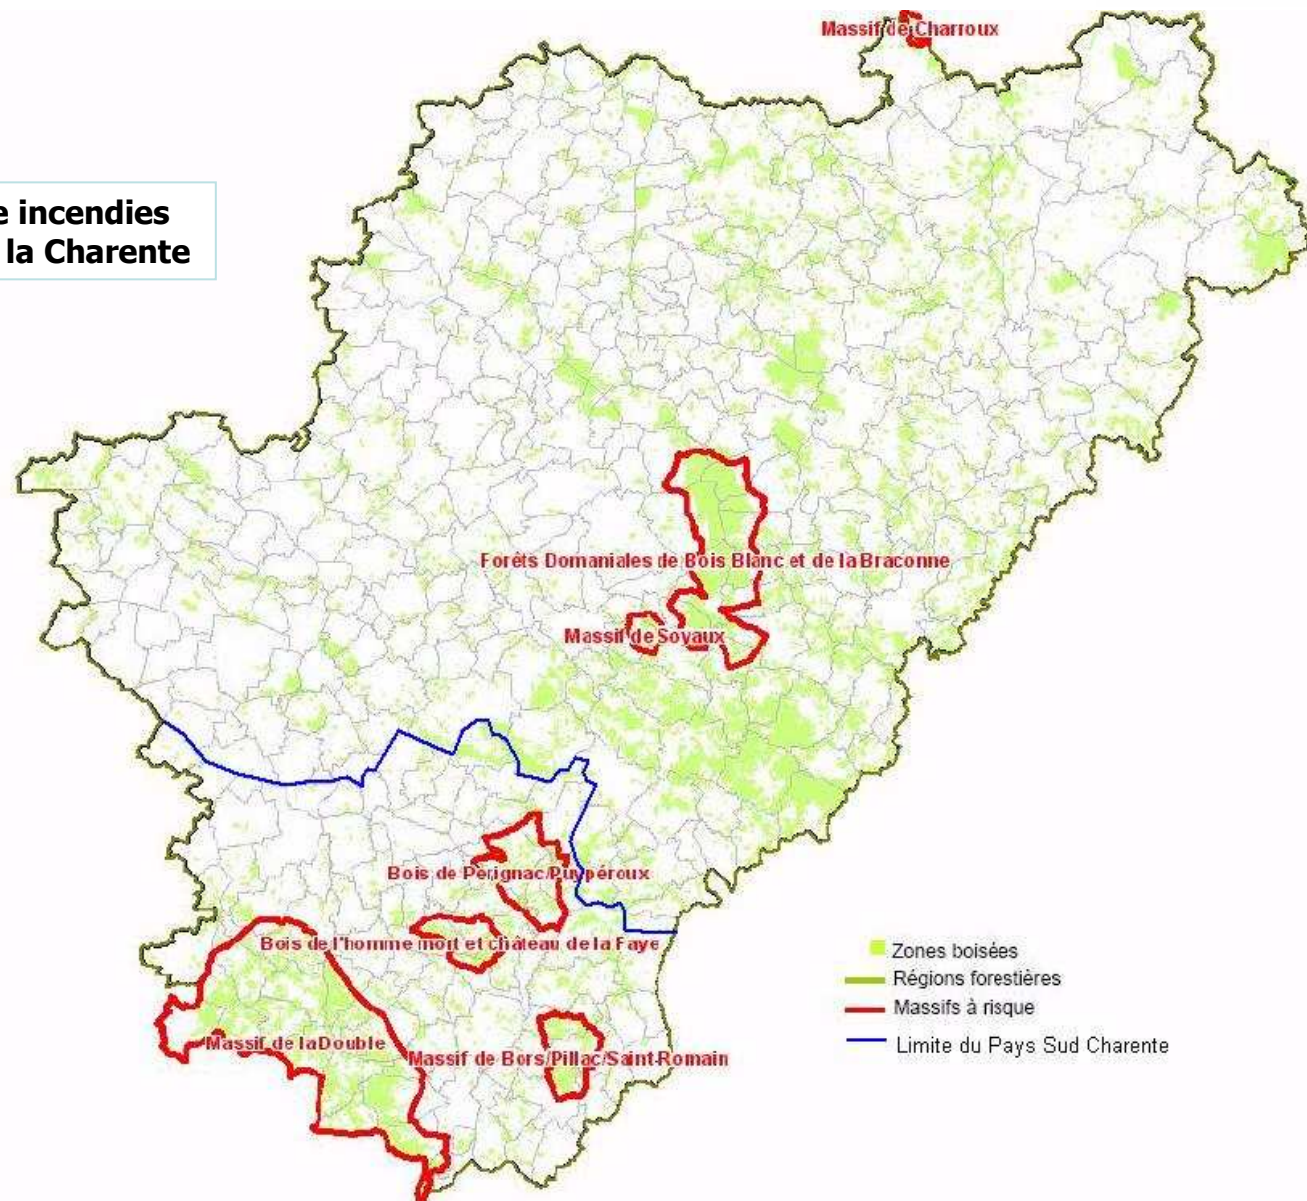 Massif de Charroux
e incendies
la Charente
Forêts Domaniales de Bois Blanc et de la Braconne
Massif de Soyaux
Bois de Pérignac/Puypéroux
Bois de l'homme mort et château de la Faye
Massif de la Double
Massif de Bors/Pillac/Saint-Romain
Zones boisées
Régions forestières
Massifs à risque
Limite du Pays Sud Charente